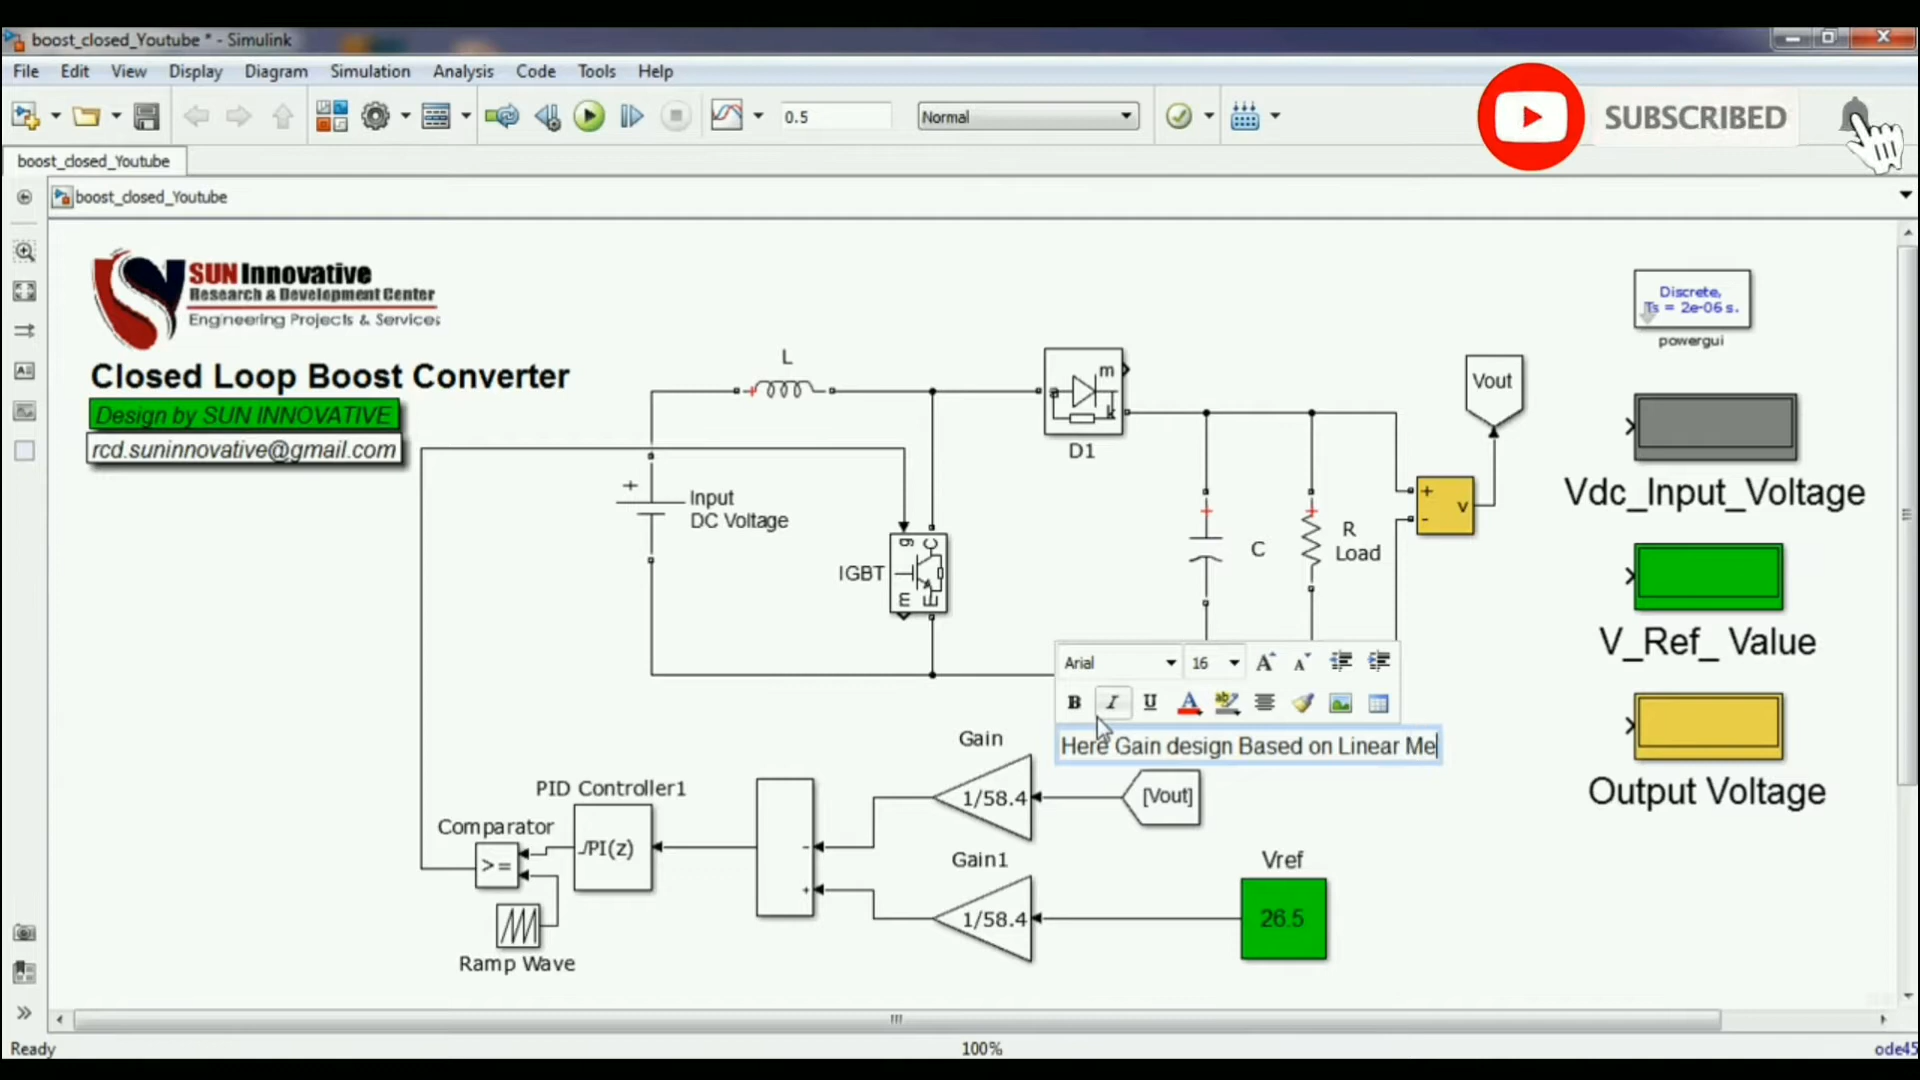 boost_closed_Youtube * - Simulink
File Edit View Display Diagram Simulation Analysis Code Tools Help
0.5
Normal
SUBSCRIBED
boost_closed_Youtube
boost_closed_Youtube
SUN Innovative
Research & Development Center
Engineering Projects & Services
Closed Loop Boost Converter
Design by SUN INNOVATIVE
rcd.suninnovative@gmail.com
L
m
a
k
D1
Vout
Discrete,
Ts = 2e-06 s.
powergui
Vdc_Input_Voltage
+
Input
DC Voltage
g C
IGBT
m E
C
R
Load
+
v
-
V_Ref_ Value
Arial
16
B I U
Here Gain design Based on Linear Me
Output Voltage
Gain
1/58.4
[Vout]
PID Controller1
PI(z)
Comparator
>=
-
+
Gain1
1/58.4
Vref
26.5
Ramp Wave
Ready
100%
ode45